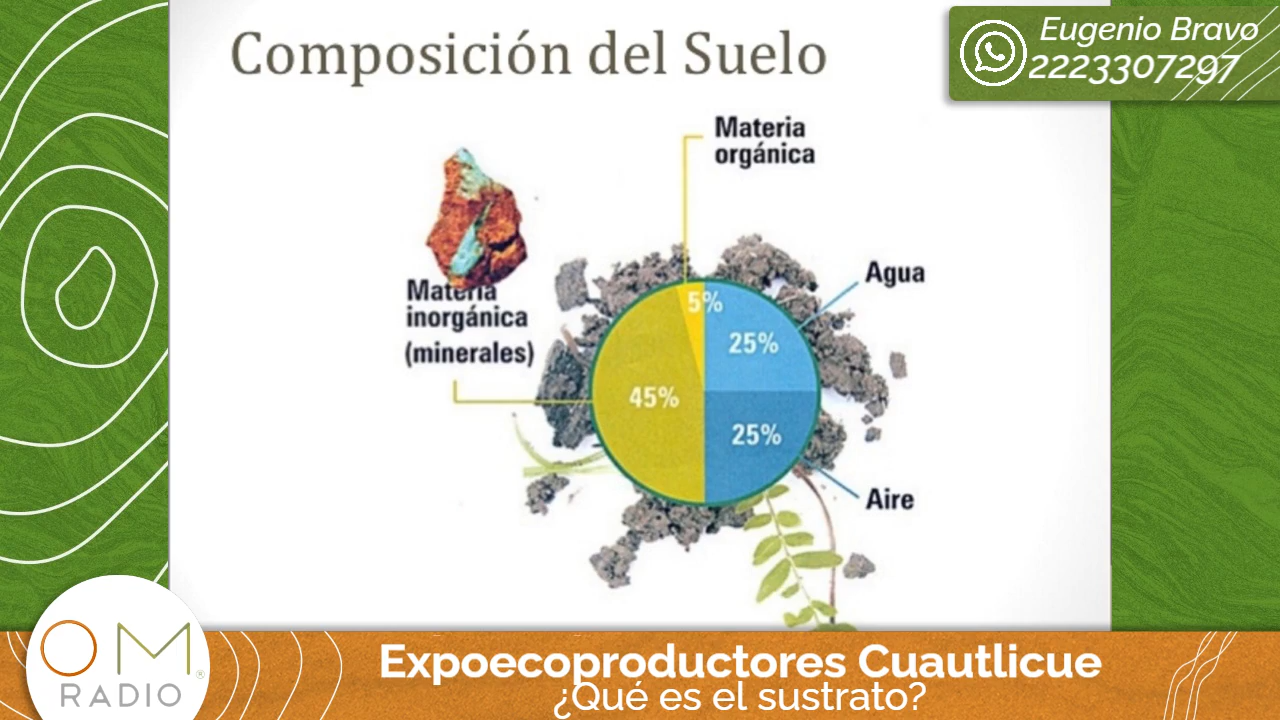 Composición del Suelo
Eugenio Bravo
2223307297
Materia
orgánica
Agua
Materia
inorgánica
(minerales)
5%
25%
45%
25%
Aire
OM
RADIO
®
Expoecoproductores Cuautlicue
¿Qué es el sustrato?